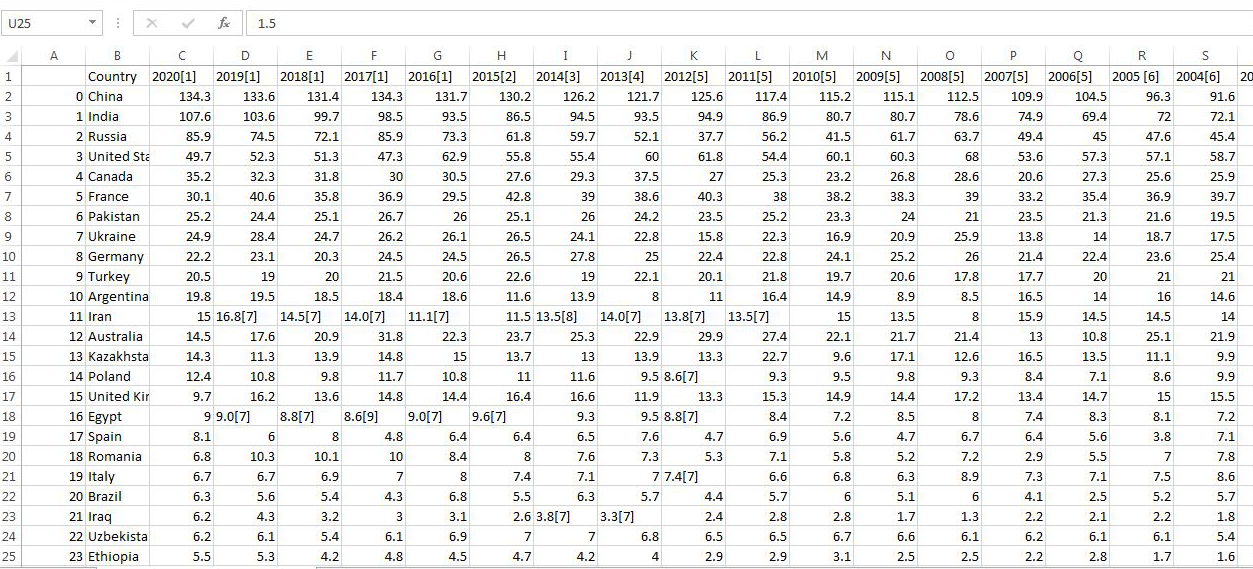 U25 fx 1.5
A B C D E F G H I J K L M N O P Q R S
1 Country 2020[1] 2019[1] 2018[1] 2017[1] 2016[1] 2015[2] 2014[3] 2013[4] 2012[5] 2011[5] 2010[5] 2009[5] 2008[5] 2007[5] 2006[5] 2005 [6] 2004[6] 20
2 0 China 134.3 133.6 131.4 134.3 131.7 130.2 126.2 121.7 125.6 117.4 115.2 115.1 112.5 109.9 104.5 96.3 91.6
3 1 India 107.6 103.6 99.7 98.5 93.5 86.5 94.5 93.5 94.9 86.9 80.7 80.7 78.6 74.9 69.4 72 72.1
4 2 Russia 85.9 74.5 72.1 85.9 73.3 61.8 59.7 52.1 37.7 56.2 41.5 61.7 63.7 49.4 45 47.6 45.4
5 3 United Sta 49.7 52.3 51.3 47.3 62.9 55.8 55.4 60 61.8 54.4 60.1 60.3 68 53.6 57.3 57.1 58.7
6 4 Canada 35.2 32.3 31.8 30 30.5 27.6 29.3 37.5 27 25.3 23.2 26.8 28.6 20.6 27.3 25.6 25.9
7 5 France 30.1 40.6 35.8 36.9 29.5 42.8 39 38.6 40.3 38 38.2 38.3 39 33.2 35.4 36.9 39.7
8 6 Pakistan 25.2 24.4 25.1 26.7 26 25.1 26 24.2 23.5 25.2 23.3 24 21 23.5 21.3 21.6 19.5
9 7 Ukraine 24.9 28.4 24.7 26.2 26.1 26.5 24.1 22.8 15.8 22.3 16.9 20.9 25.9 13.8 14 18.7 17.5
10 8 Germany 22.2 23.1 20.3 24.5 24.5 26.5 27.8 25 22.4 22.8 24.1 25.2 26 21.4 22.4 23.6 25.4
11 9 Turkey 20.5 19 20 21.5 20.6 22.6 19 22.1 20.1 21.8 19.7 20.6 17.8 17.7 20 21 21
12 10 Argentina 19.8 19.5 18.5 18.4 18.6 11.6 13.9 8 11 16.4 14.9 8.9 8.5 16.5 14 16 14.6
13 11 Iran 15 16.8[7] 14.5[7] 14.0[7] 11.1[7] 11.5 13.5[8] 14.0[7] 13.8[7] 13.5[7] 15 13.5 8 15.9 14.5 14.5 14
14 12 Australia 14.5 17.6 20.9 31.8 22.3 23.7 25.3 22.9 29.9 27.4 22.1 21.7 21.4 13 10.8 25.1 21.9
15 13 Kazakhsta 14.3 11.3 13.9 14.8 15 13.7 13 13.9 13.3 22.7 9.6 17.1 12.6 16.5 13.5 11.1 9.9
16 14 Poland 12.4 10.8 9.8 11.7 10.8 11 11.6 9.5 8.6[7] 9.3 9.5 9.8 9.3 8.4 7.1 8.6 9.9
17 15 United Kir 9.7 16.2 13.6 14.8 14.4 16.4 16.6 11.9 13.3 15.3 14.9 14.4 17.2 13.4 14.7 15 15.5
18 16 Egypt 9 9.0[7] 8.8[7] 8.6[9] 9.0[7] 9.6[7] 9.3 9.5 8.8[7] 8.4 7.2 8.5 8 7.4 8.3 8.1 7.2
19 17 Spain 8.1 6 8 4.8 6.4 6.4 6.5 7.6 4.7 6.9 5.6 4.7 6.7 6.4 5.6 3.8 7.1
20 18 Romania 6.8 10.3 10.1 10 8.4 8 7.6 7.3 5.3 7.1 5.8 5.2 7.2 2.9 5.5 7 7.8
21 19 Italy 6.7 6.7 6.9 7 8 7.4 7.1 7 7.4[7] 6.6 6.8 6.3 8.9 7.3 7.1 7.5 8.6
22 20 Brazil 6.3 5.6 5.4 4.3 6.8 5.5 6.3 5.7 4.4 5.7 6 5.1 6 4.1 2.5 5.2 5.7
23 21 Iraq 6.2 4.3 3.2 3 3.1 2.6 3.8[7] 3.3[7] 2.4 2.8 2.8 1.7 1.3 2.2 2.1 2.2 1.8
24 22 Uzbekista 6.2 6.1 5.4 6.1 6.9 7 7 6.8 6.5 6.5 6.7 6.6 6.1 6.2 6.1 6.1 5.4
25 23 Ethiopia 5.5 5.3 4.2 4.8 4.5 4.7 4.2 4 2.9 2.9 3.1 2.5 2.5 2.2 2.8 1.7 1.6